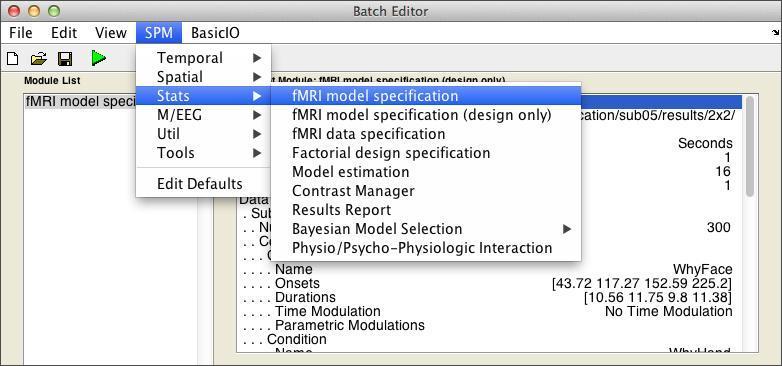 Batch Editor
File Edit View SPM BasicIO
Module List
t Module: fMRI model specification (design only)
fMRI model speci
Temporal
Spatial
Stats
M/EEG
Util
Tools
Edit Defaults
fMRI model specification
fMRI model specification (design only)
fMRI data specification
Factorial design specification
Model estimation
Contrast Manager
Results Report
Bayesian Model Selection
Physio/Psycho-Physiologic Interaction
cation/sub05/results/2x2/
Seconds
1
16
1
Data
. Sub
. . Nu 300
. . Co
. . . C
. . . . Name WhyFace
. . . . Onsets [43.72 117.27 152.59 225.2]
. . . . Durations [10.56 11.75 9.8 11.38]
. . . . Time Modulation No Time Modulation
. . . . Parametric Modulations
. . . Condition
. . . . Name WhyHand